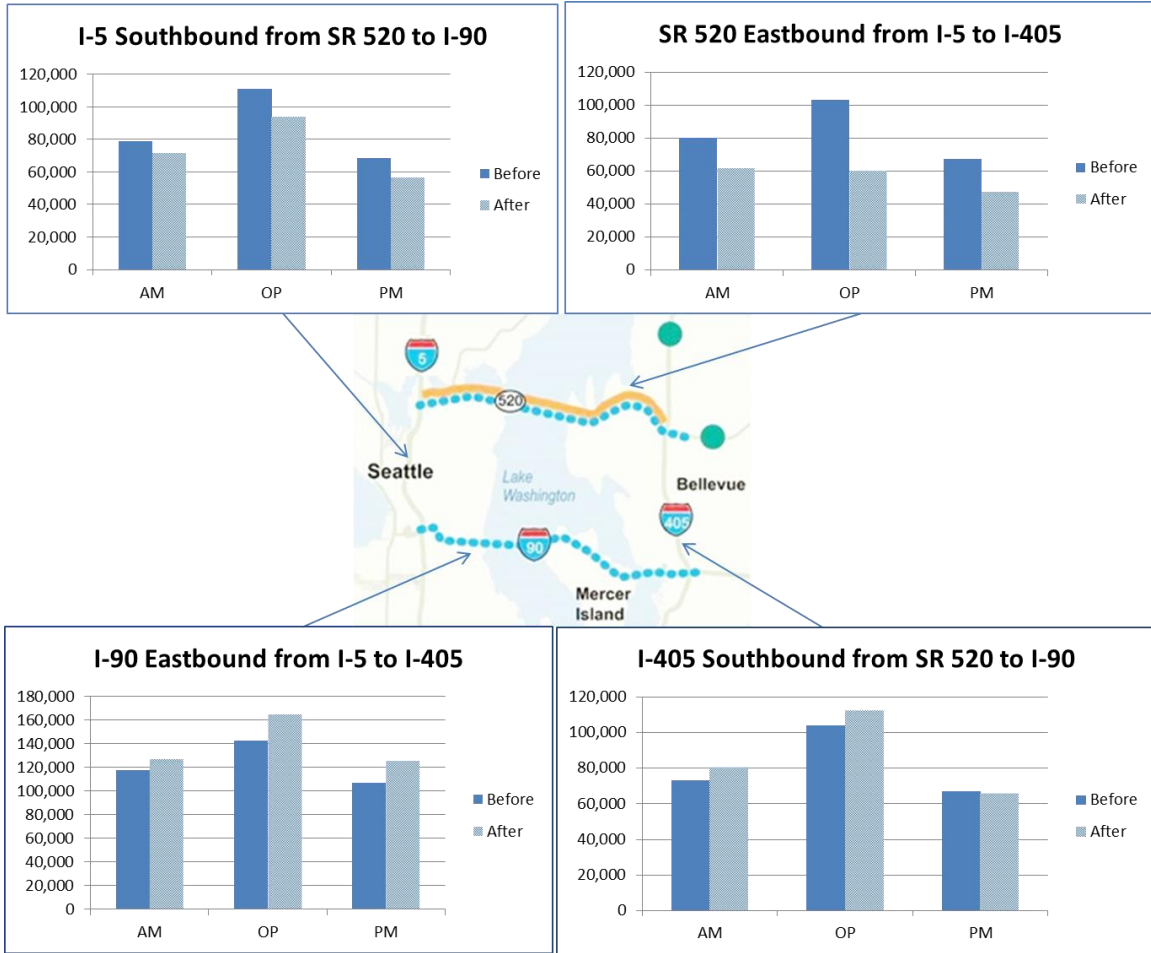 I-5 Southbound from SR 520 to I-90
120,000
100,000
80,000
60,000
40,000
20,000
0
AM OP PM
Before
After
SR 520 Eastbound from I-5 to I-405
120,000
100,000
80,000
60,000
40,000
20,000
0
AM OP PM
Before
After
5
520
Seattle
Lake
Washington
Bellevue
405
90
Mercer
Island
I-90 Eastbound from I-5 to I-405
180,000
160,000
140,000
120,000
100,000
80,000
60,000
40,000
20,000
0
AM OP PM
Before
After
I-405 Southbound from SR 520 to I-90
120,000
100,000
80,000
60,000
40,000
20,000
0
AM OP PM
Before
After